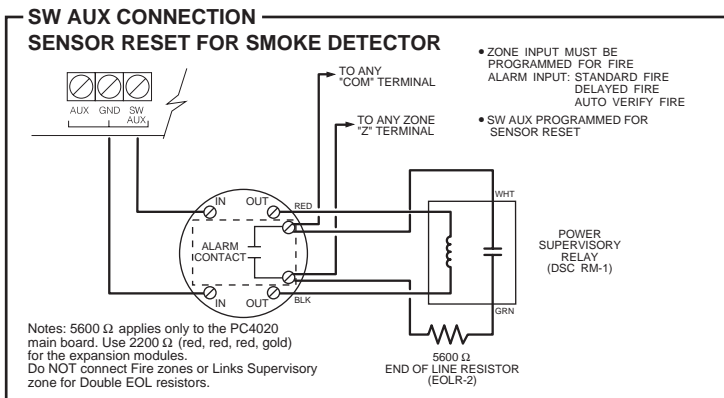 SW AUX CONNECTION
SENSOR RESET FOR SMOKE DETECTOR
• ZONE INPUT MUST BE
PROGRAMMED FOR FIRE
ALARM INPUT: STANDARD FIRE
DELAYED FIRE
AUTO VERIFY FIRE
• SW AUX PROGRAMMED FOR
SENSOR RESET
AUX GND SW
AUX
TO ANY
"COM" TERMINAL
TO ANY ZONE
"Z" TERMINAL
IN OUT RED
ALARM
CONTACT
IN OUT BLK
WHT
POWER
SUPERVISORY
RELAY
(DSC RM-1)
GRN
5600 Ω
END OF LINE RESISTOR
(EOLR-2)
Notes: 5600 Ω applies only to the PC4020
main board. Use 2200 Ω (red, red, red, gold)
for the expansion modules.
Do NOT connect Fire zones or Links Supervisory
zone for Double EOL resistors.